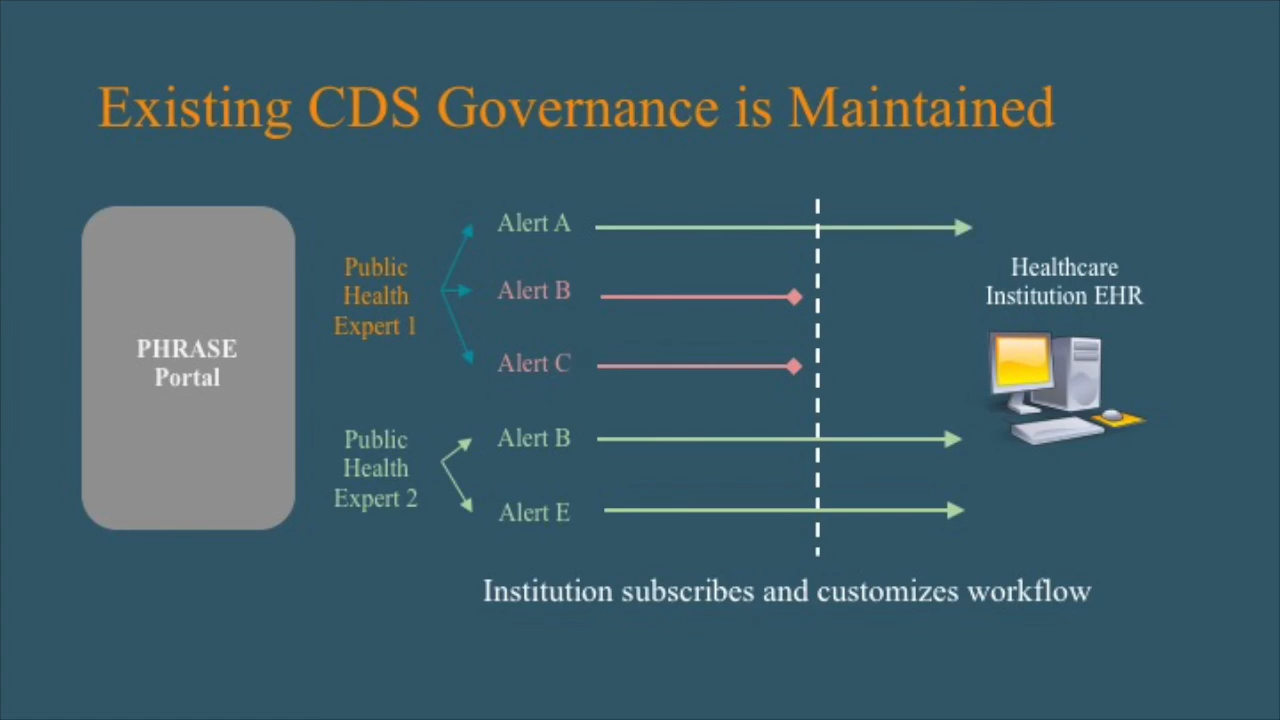 Existing CDS Governance is Maintained
PHRASE
Portal
Public
Health
Expert 1
Alert A
Alert B
Alert C
Public
Health
Expert 2
Alert B
Alert E
Healthcare
Institution EHR
Institution subscribes and customizes workflow